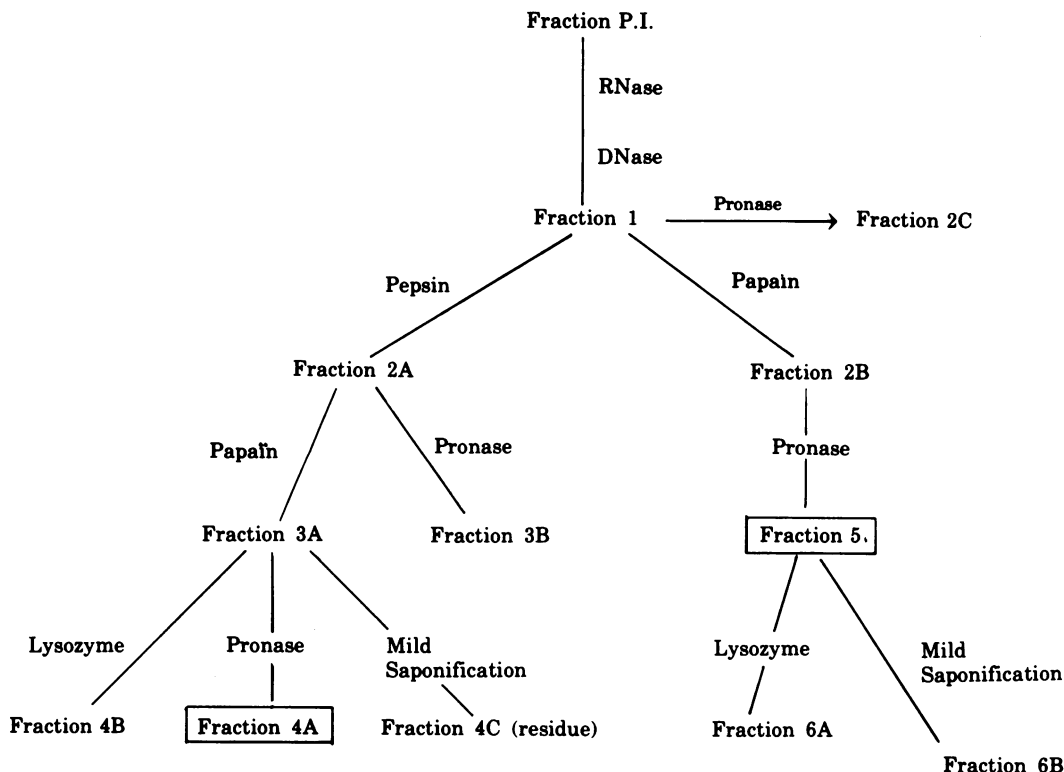 Fraction P.I.
RNase
DNase
Fraction 1
Pronase
Fraction 2C
Pepsin
Papain
Fraction 2A
Fraction 2B
Papaïn
Pronase
Pronase
Fraction 3A
Fraction 3B
Fraction 5.
Lysozyme
Pronase
Mild
Saponification
Lysozyme
Mild
Saponification
Fraction 4B
Fraction 4A
Fraction 4C (residue)
Fraction 6A
Fraction 6B